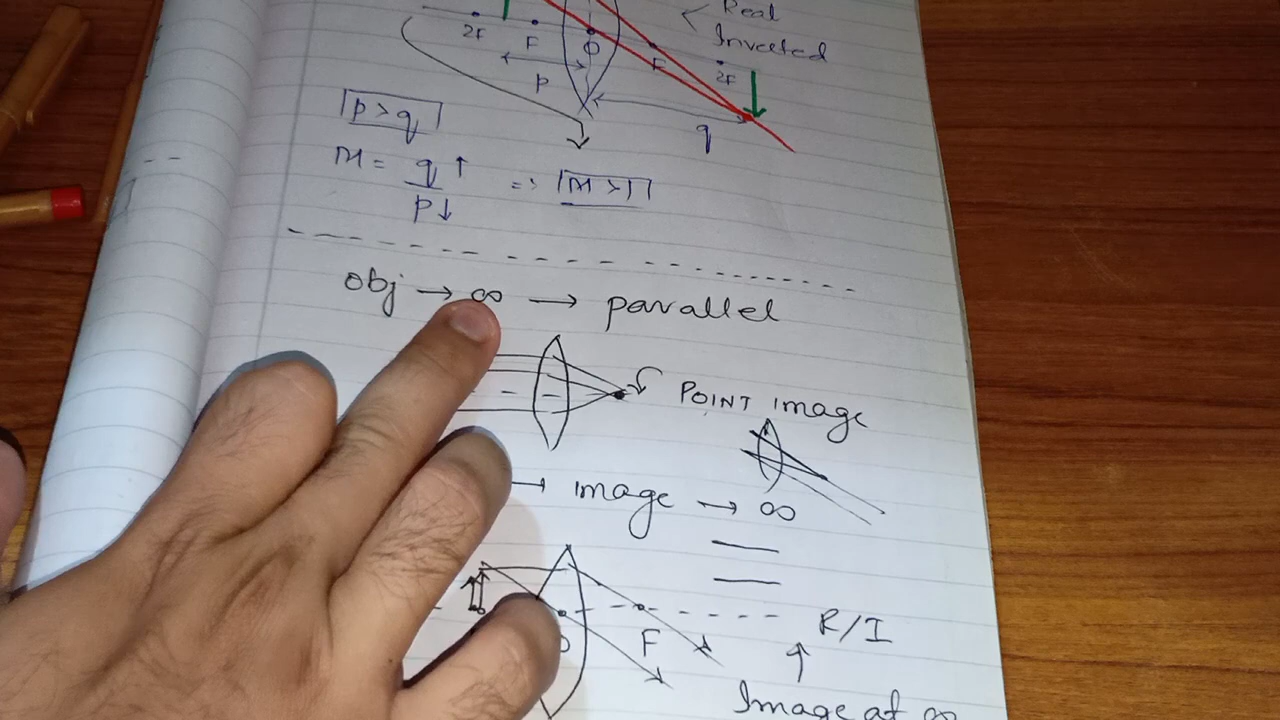 Real
Inverted
2F F O F 2F
p
q
p > q
M = q ↑ / p ↓ => M > 1
obj → ∞ → parallel
POINT image
→ image → ∞
F R/I
Image at ∞